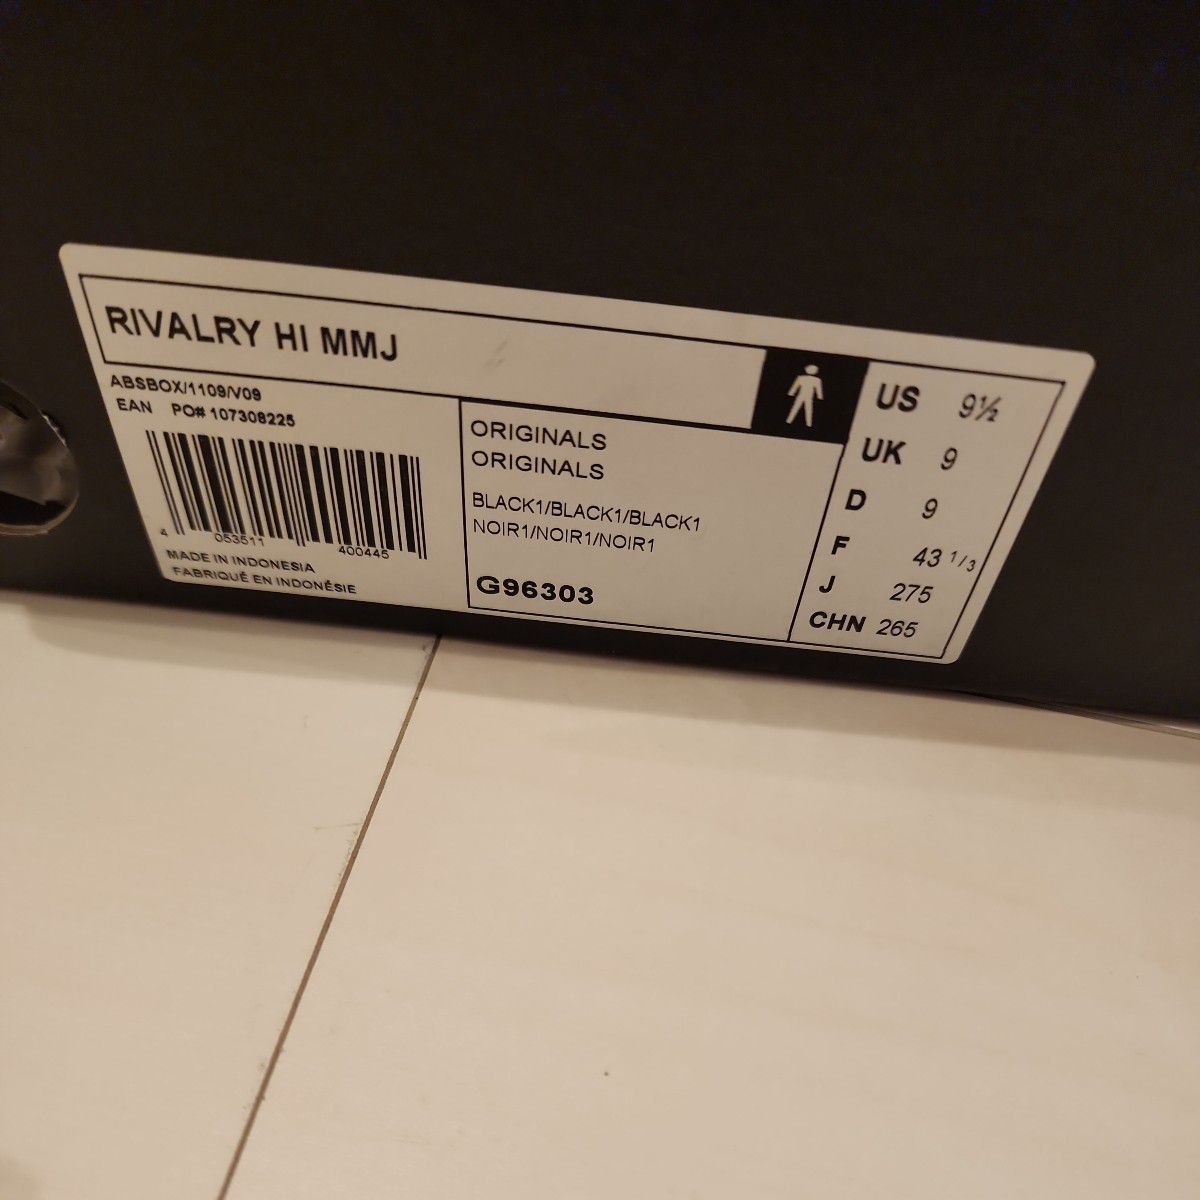 RIVALRY HI MMJ
ABSBOX/1109/V09
EAN PO# 107308225
4 053511 400445
MADE IN INDONESIA
FABRIQUÉ EN INDONÉSIE
ORIGINALS
ORIGINALS
BLACK1/BLACK1/BLACK1
NOIR1/NOIR1/NOIR1
G96303
US 9½
UK 9
D 9
F 43 1/3
J 275
CHN 265